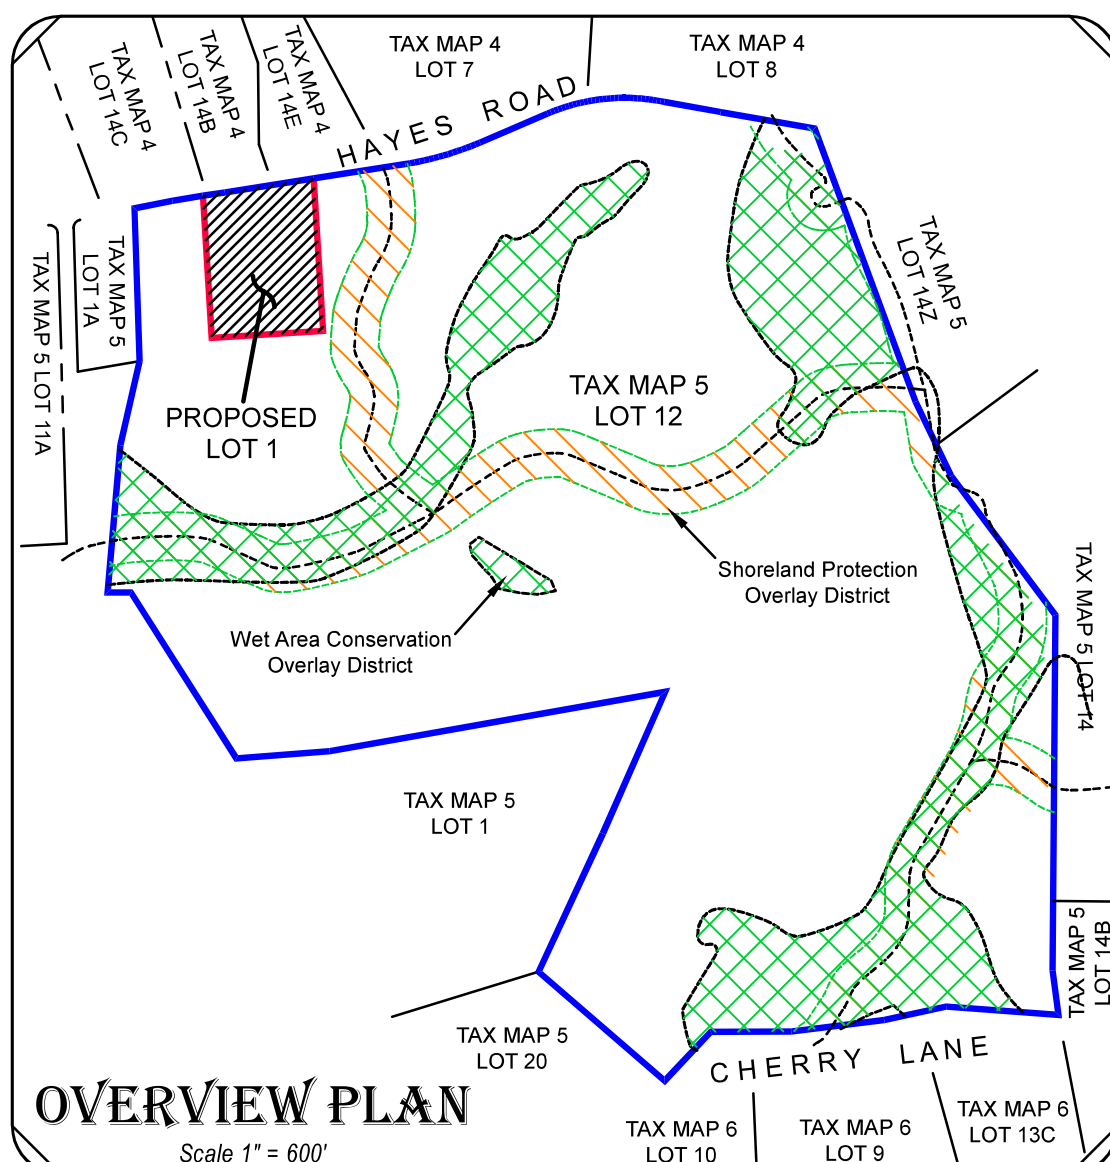 TAX MAP 4
LOT 14C
TAX MAP 4
LOT 14B
TAX MAP 4
LOT 14E
TAX MAP 4
LOT 7
TAX MAP 4
LOT 8
HAYES ROAD
TAX MAP 5 LOT 11A
TAX MAP 5
LOT 1A
TAX MAP 5
LOT 14Z
PROPOSED
LOT 1
TAX MAP 5
LOT 12
Shoreland Protection
Overlay District
Wet Area Conservation
Overlay District
TAX MAP 5 LOT 14
TAX MAP 5
LOT 1
TAX MAP 5
LOT 14B
TAX MAP 5
LOT 20
CHERRY LANE
OVERVIEW PLAN
Scale 1" = 600'
TAX MAP 6
LOT 10
TAX MAP 6
LOT 9
TAX MAP 6
LOT 13C